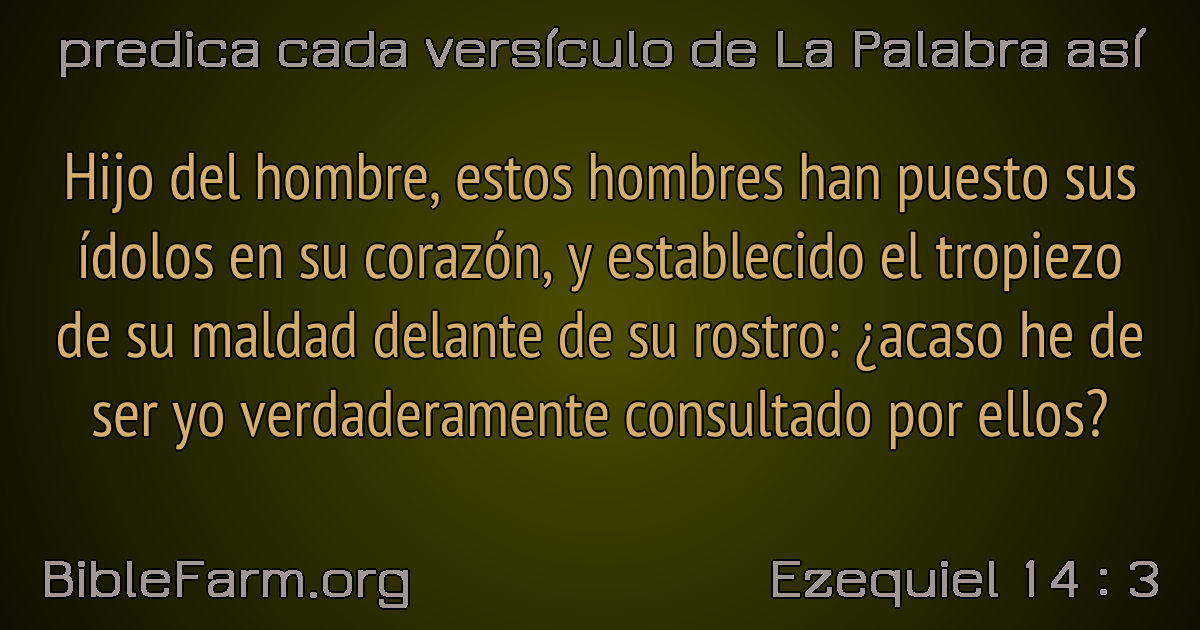 predica cada versículo de La Palabra así
Hijo del hombre, estos hombres han puesto sus
ídolos en su corazón, y establecido el tropiezo
de su maldad delante de su rostro: ¿acaso he de
ser yo verdaderamente consultado por ellos?
BibleFarm.org
Ezequiel 14 : 3